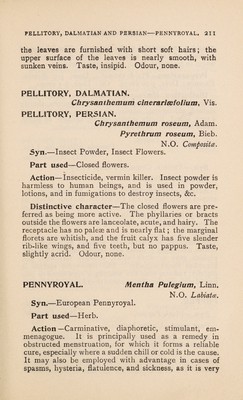 PELLITORY, DALMATIAN AND PERSIAN—PENNYROYAL. 211
the leaves are furnished with short soft hairs; the
upper surface of the leaves is nearly smooth, with
sunken veins. Taste, insipid. Odour, none.
PELLITORY, DALMATIAN.
Chrysanthemum cinerariæfolium, Vis.
PELLITORY, PERSIAN.
Chrysanthemum roseum, Adam.
Pyrethrum roseum, Bieb.
N.O. Compositæ.
Syn.—Insect Powder, Insect Flowers.
Part used—Closed flowers.
Action—Insecticide, vermin killer. Insect powder is
harmless to human beings, and is used in powder,
lotions, and in fumigations to destroy insects, &c.
Distinctive character—The closed flowers are pre-
ferred as being more active. The phyllaries or bracts
outside the flowers are lanceolate, acute, and hairy. The
receptacle has no paleæ and is nearly flat; the marginal
florets are whitish, and the fruit calyx has five slender
rib-like wings, and five teeth, but no pappus. Taste,
slightly acrid. Odour, none.
PENNYROYAL. Mentha Pulegium, Linn.
N.O. Labiatæ.
Syn.—European Pennyroyal.
Part used—Herb.
Action—Carminative, diaphoretic, stimulant, em-
menagogue. It is principally used as a remedy in
obstructed menstruation, for which it forms a reliable
cure, especially where a sudden chill or cold is the cause.
It may also be employed with advantage in cases of
spasms, hysteria, flatulence, and sickness, as it is very